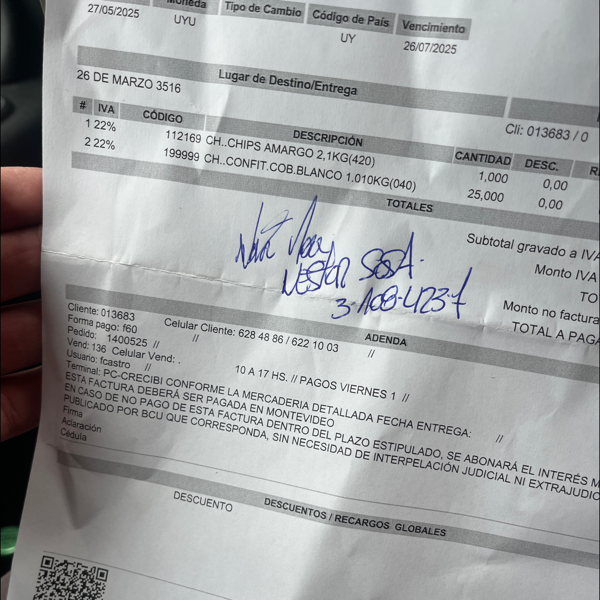 27/05/2025 Moneda Tipo de Cambio Código de País Vencimiento
UYU UY 26/07/2025
Lugar de Destino/Entrega
26 DE MARZO 3516
Cli: 013683 / 0
# IVA CÓDIGO DESCRIPCIÓN CANTIDAD DESC.
1 22% 112169 CH..CHIPS AMARGO 2,1KG(420) 1,000 0,00
2 22% 199999 CH..CONFIT.COB.BLANCO 1.010KG(040) 25,000 0,00
TOTALES
Subtotal gravado a IVA
Monto IVA
TO
Monto no factura
TOTAL A PAGA
NESTOR SOSA
3-108-423-7
ADENDA
Cliente: 013683 Celular Cliente: 628 48 86 / 622 10 03 //
Forma pago: f60 //
Pedido: 1400525 //
Vend: 136 Celular Vend: . 10 A 17 HS. // PAGOS VIERNES 1 //
Usuario: fcastro //
Terminal: PC-CRECIBI CONFORME LA MERCADERIA DETALLADA FECHA ENTREGA: //
ESTA FACTURA DEBERÁ SER PAGADA EN MONTEVIDEO
EN CASO DE NO PAGO DE ESTA FACTURA DENTRO DEL PLAZO ESTIPULADO, SE ABONARÁ EL INTERÉS M
PUBLICADO POR BCU QUE CORRESPONDA, SIN NECESIDAD DE INTERPELACIÓN JUDICIAL NI EXTRAJUDIC
Firma
Aclaración
Cédula
DESCUENTOS / RECARGOS GLOBALES
DESCUENTO